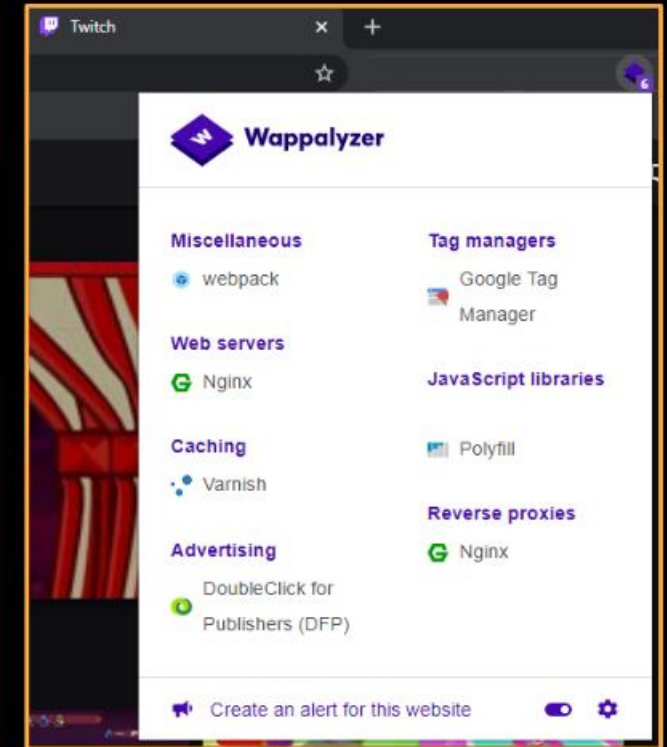 Twitch
6
Wappalyzer
Miscellaneous
webpack
Web servers
Nginx
Caching
Varnish
Advertising
DoubleClick for
Publishers (DFP)
Tag managers
Google Tag
Manager
JavaScript libraries
Polyfill
Reverse proxies
Nginx
Create an alert for this website